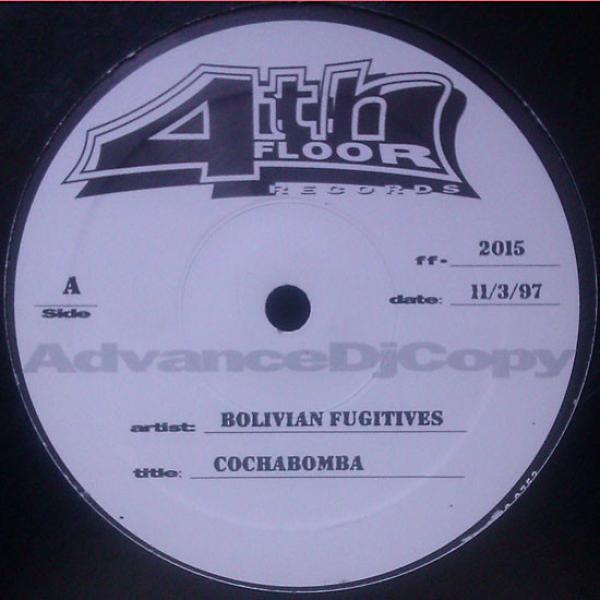 4th
FLOOR
RECORDS
ff- 2015
A
Side
date: 11/3/97
AdvanceDjCopy
artist: BOLIVIAN FUGITIVES
title: COCHABOMBA